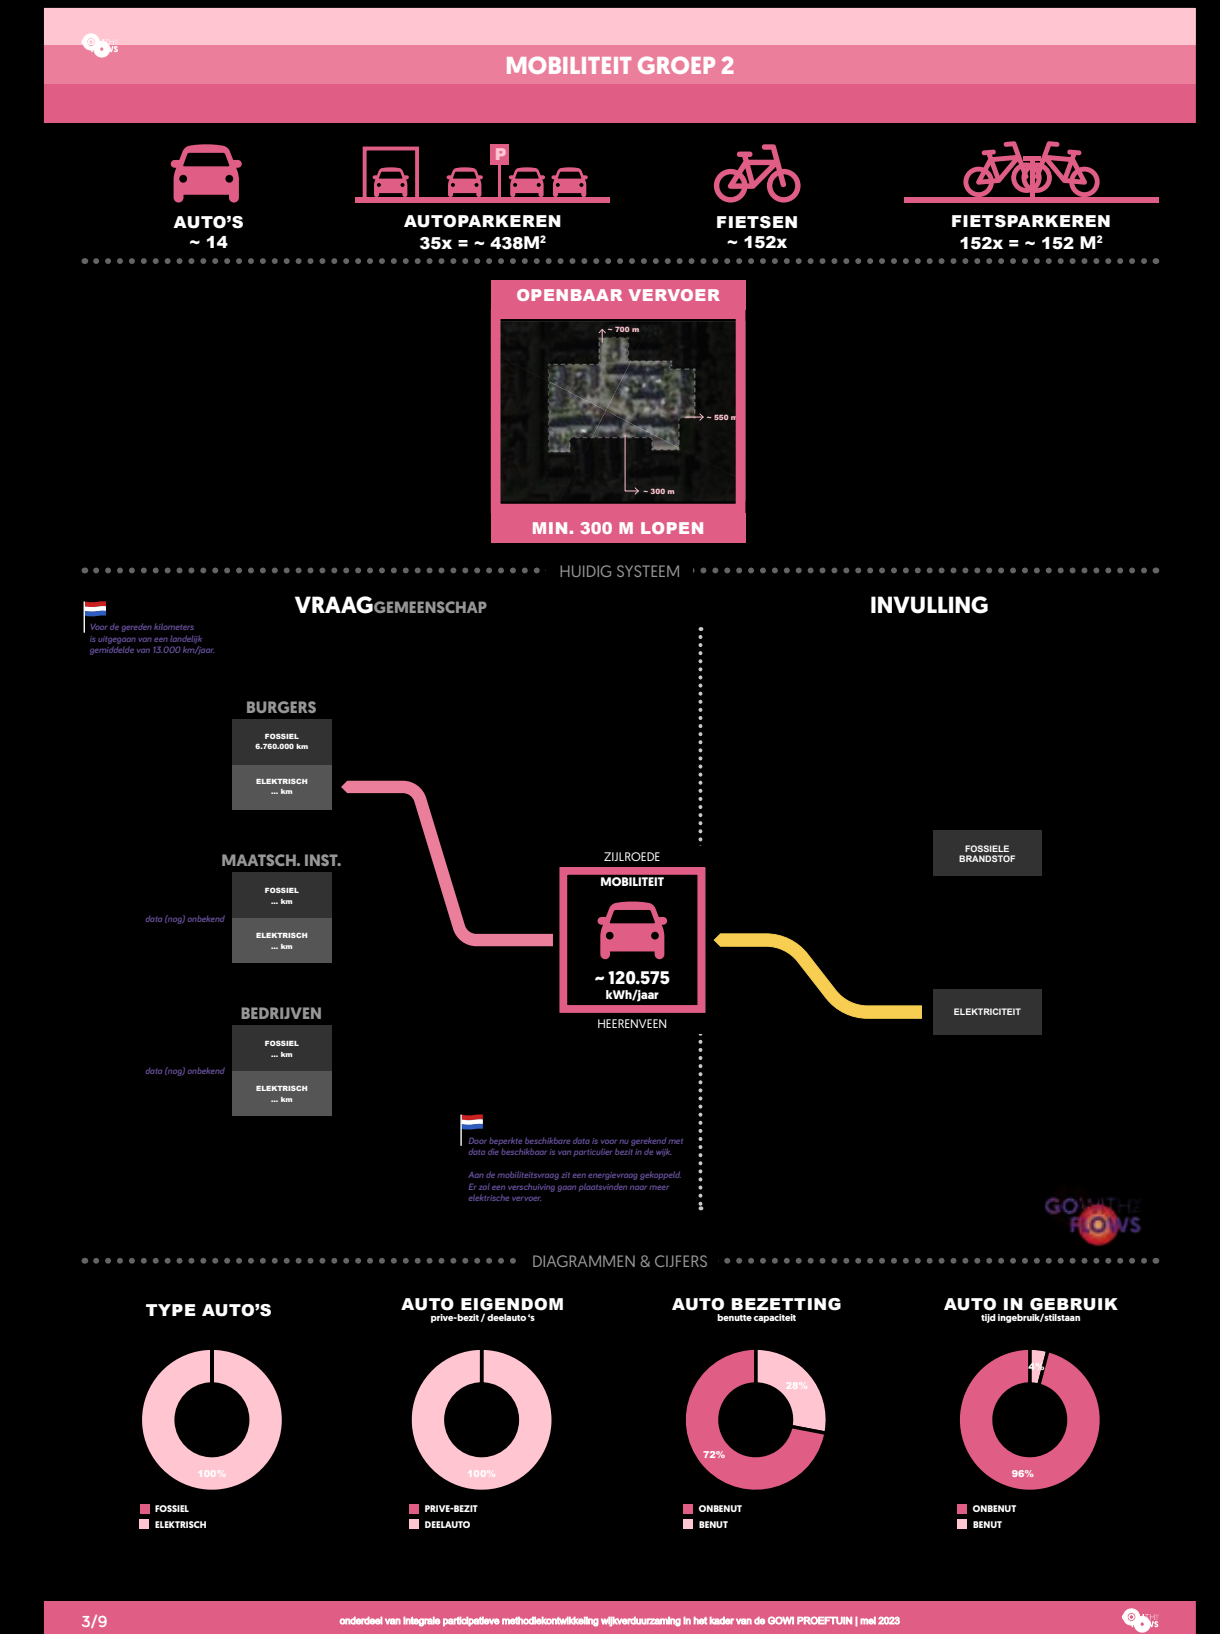 MOBILITEIT GROEP 2
P
AUTO'S
~ 14
AUTOPARKEREN
35x = ~ 438M²
FIETSEN
~ 152x
FIETSPARKEREN
152x = ~ 152 M²
OPENBAAR VERVOER
~ 700 m
~ 550 m
~ 300 m
MIN. 300 M LOPEN
HUIDIG SYSTEEM
VRAAGGEMEENSCHAP
INVULLING
Voor de gereden kilometers
is uitgegaan van een landelijk
gemiddelde van 13.000 km/jaar.
BURGERS
FOSSIEL
6.760.000 km
ELEKTRISCH
... km
MAATSCH. INST.
FOSSIEL
... km
data (nog) onbekend
ELEKTRISCH
... km
BEDRIJVEN
FOSSIEL
... km
data (nog) onbekend
ELEKTRISCH
... km
ZIJLROEDE
MOBILITEIT
~ 120.575
kWh/jaar
HEERENVEEN
FOSSIELE
BRANDSTOF
ELEKTRICITEIT
Door beperkte beschikbare data is voor nu gerekend met
data die beschikbaar is van particulier bezit in de wijk.
Aan de mobiliteitsvraag zit een energievraag gekoppeld.
Er zal een verschuiving gaan plaatsvinden naar meer
elektrische vervoer.
GO WITH THE
FLOWS
DIAGRAMMEN & CIJFERS
TYPE AUTO'S
100%
FOSSIEL
ELEKTRISCH
AUTO EIGENDOM
prive-bezit / deelauto 's
100%
PRIVE-BEZIT
DEELAUTO
AUTO BEZETTING
benutte capaciteit
28%
72%
ONBENUT
BENUT
AUTO IN GEBRUIK
tijd ingebruik/stilstaan
4%
96%
ONBENUT
BENUT
3/9
onderdeel van integrale participatieve methodiekontwikkeling wijkverduurzaming in het kader van de GOWI PROEFTUIN | mei 2023